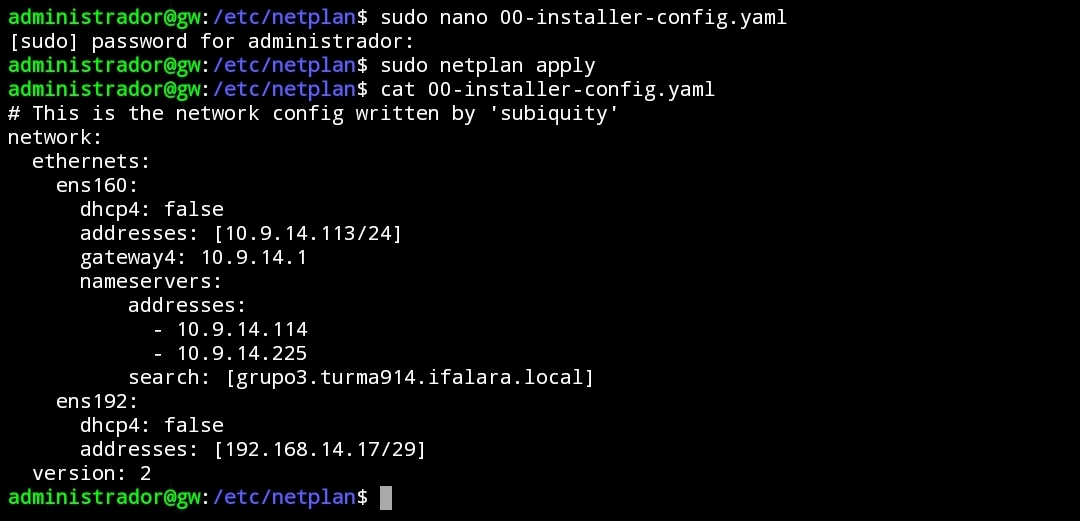 administrador@gw:/etc/netplan$ sudo nano 00-installer-config.yaml
[sudo] password for administrador:
administrador@gw:/etc/netplan$ sudo netplan apply
administrador@gw:/etc/netplan$ cat 00-installer-config.yaml
# This is the network config written by 'subiquity'
network:
  ethernets:
    ens160:
      dhcp4: false
      addresses: [10.9.14.113/24]
      gateway4: 10.9.14.1
      nameservers:
          addresses:
            - 10.9.14.114
            - 10.9.14.225
          search: [grupo3.turma914.ifalara.local]
    ens192:
      dhcp4: false
      addresses: [192.168.14.17/29]
  version: 2
administrador@gw:/etc/netplan$